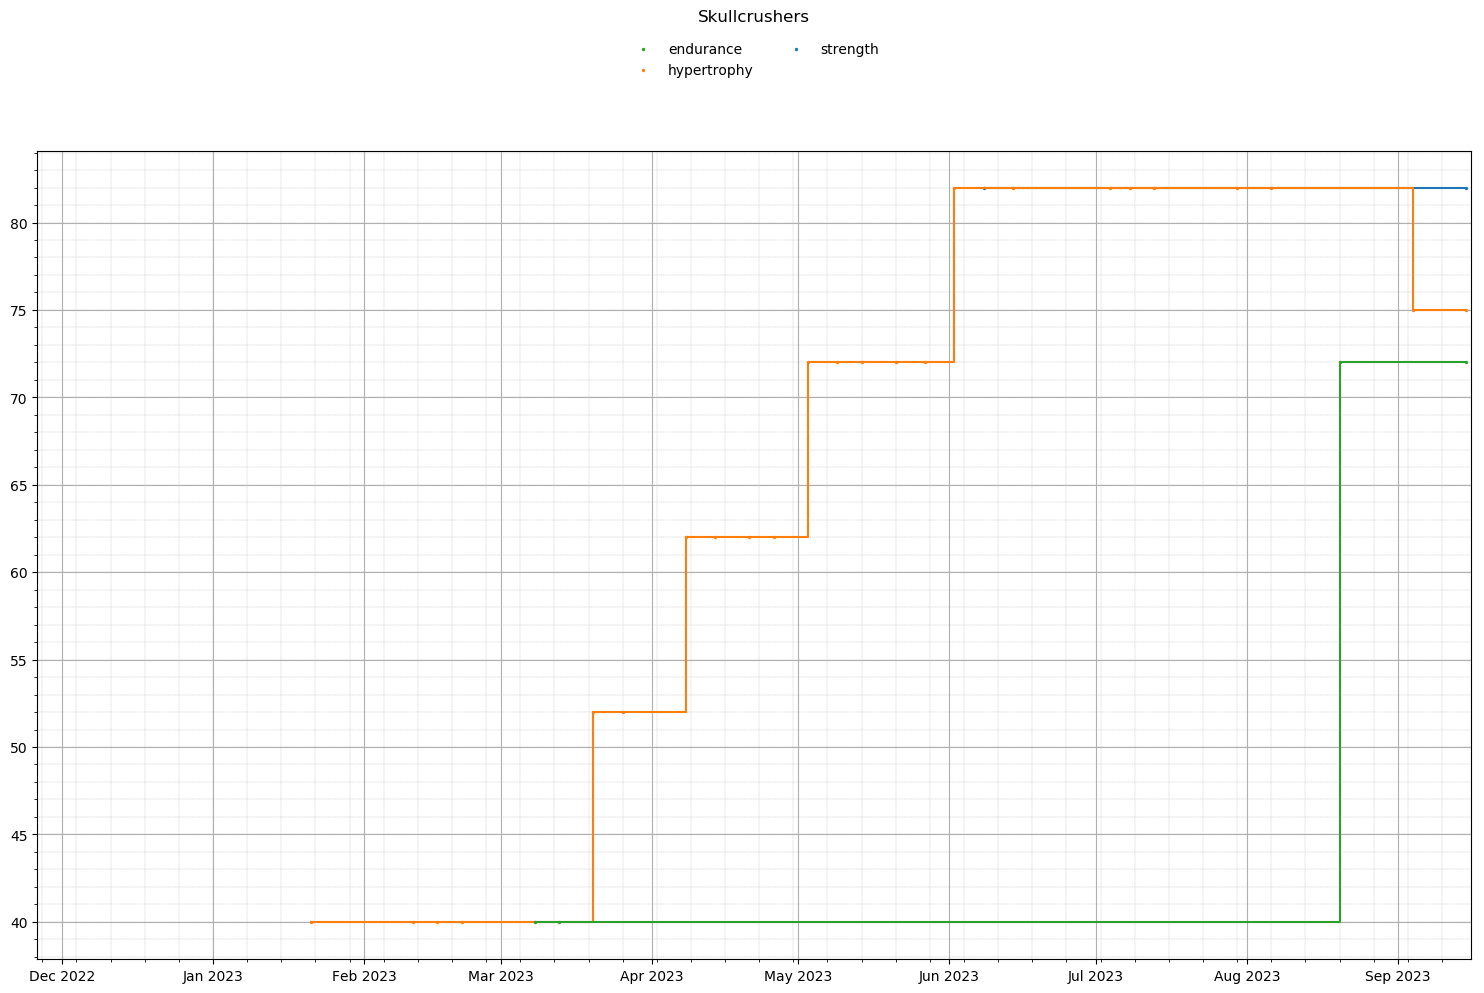 Skullcrushers
endurance
hypertrophy
strength
80
75
70
65
60
55
50
45
40
Dec 2022
Jan 2023
Feb 2023
Mar 2023
Apr 2023
May 2023
Jun 2023
Jul 2023
Aug 2023
Sep 2023